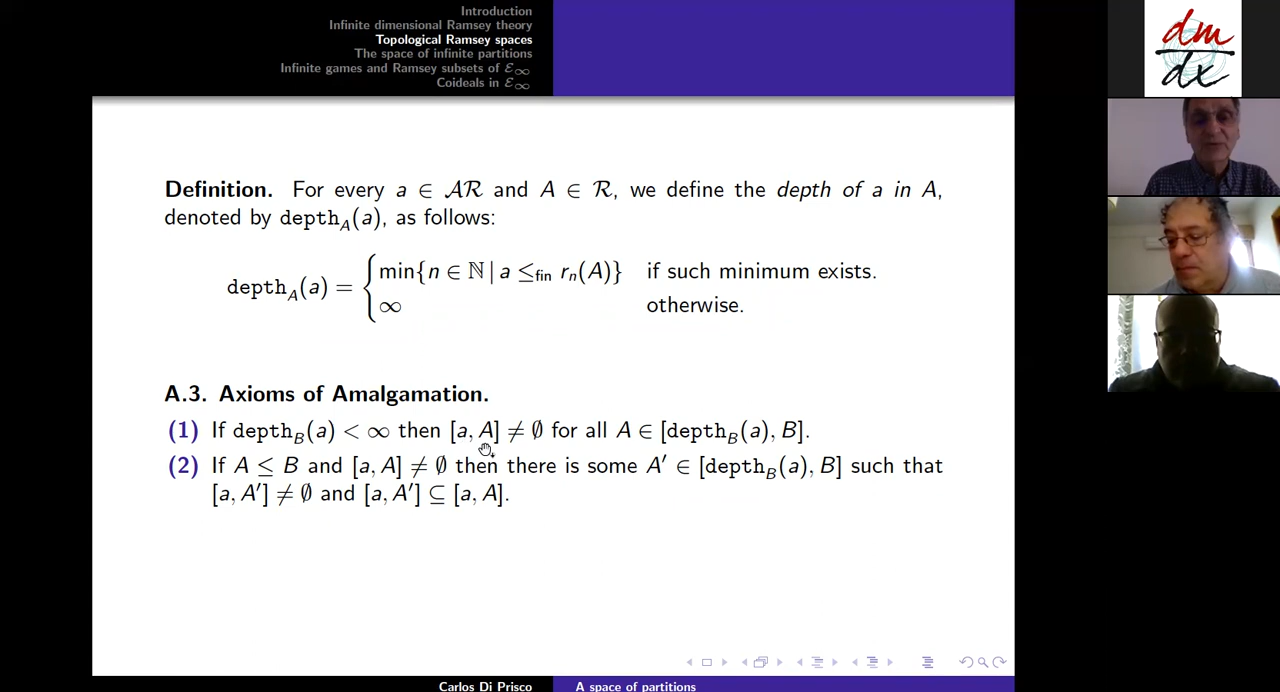 Introduction
Infinite dimensional Ramsey theory
Topological Ramsey spaces
The space of infinite partitions
Infinite games and Ramsey subsets of ℰ∞
Coideals in ℰ∞
dm
dx
Definition. For every a ∈ 𝒜ℛ and A ∈ ℛ, we define the depth of a in A,
denoted by depth_A(a), as follows:
depth_A(a) = { min{n ∈ ℕ | a ≤_fin r_n(A)} if such minimum exists.
∞ otherwise.
A.3. Axioms of Amalgamation.
(1) If depth_B(a) < ∞ then [a, A] ≠ ∅ for all A ∈ [depth_B(a), B].
(2) If A ≤ B and [a, A] ≠ ∅ then there is some A′ ∈ [depth_B(a), B] such that
[a, A′] ≠ ∅ and [a, A′] ⊆ [a, A].
Carlos Di Prisco A space of partitions